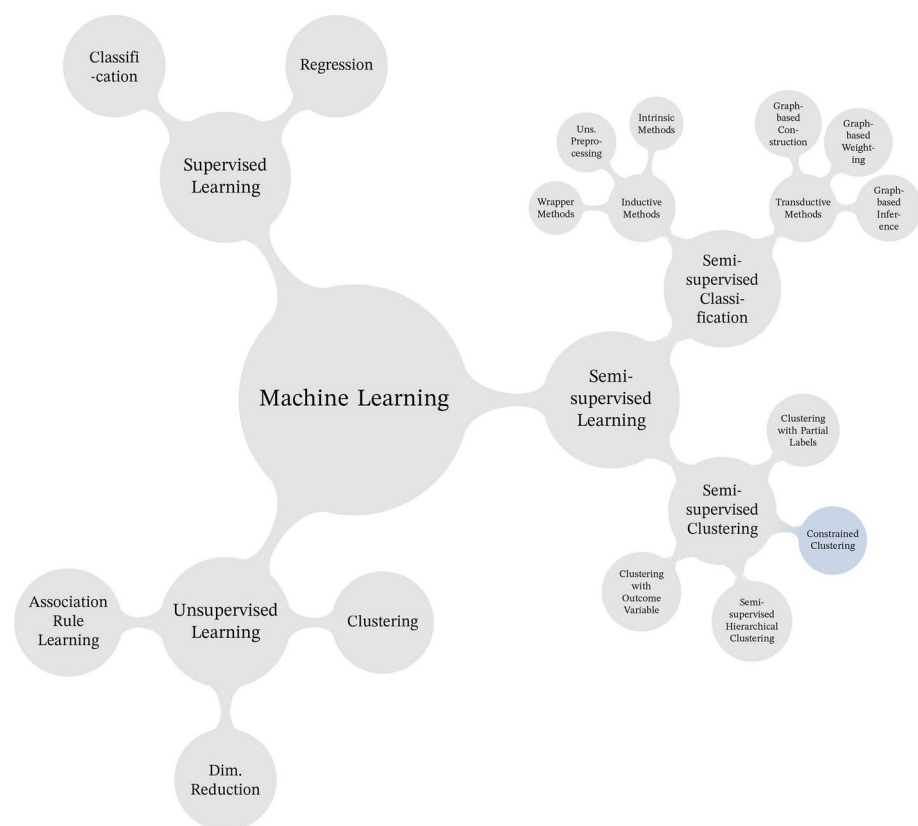 Classifi
-cation
Regression
Supervised
Learning
Machine Learning
Unsupervised
Learning
Association
Rule
Learning
Clustering
Dim.
Reduction
Semi-
supervised
Learning
Semi-
supervised
Classi-
fication
Inductive
Methods
Wrapper
Methods
Uns.
Prepro-
cessing
Intrinsic
Methods
Transductive
Methods
Graph-
based
Con-
struction
Graph-
based
Weight-
ing
Graph-
based
Infer-
ence
Semi-
supervised
Clustering
Clustering
with Partial
Labels
Constrained
Clustering
Semi-
supervised
Hierarchical
Clustering
Clustering
with
Outcome
Variable